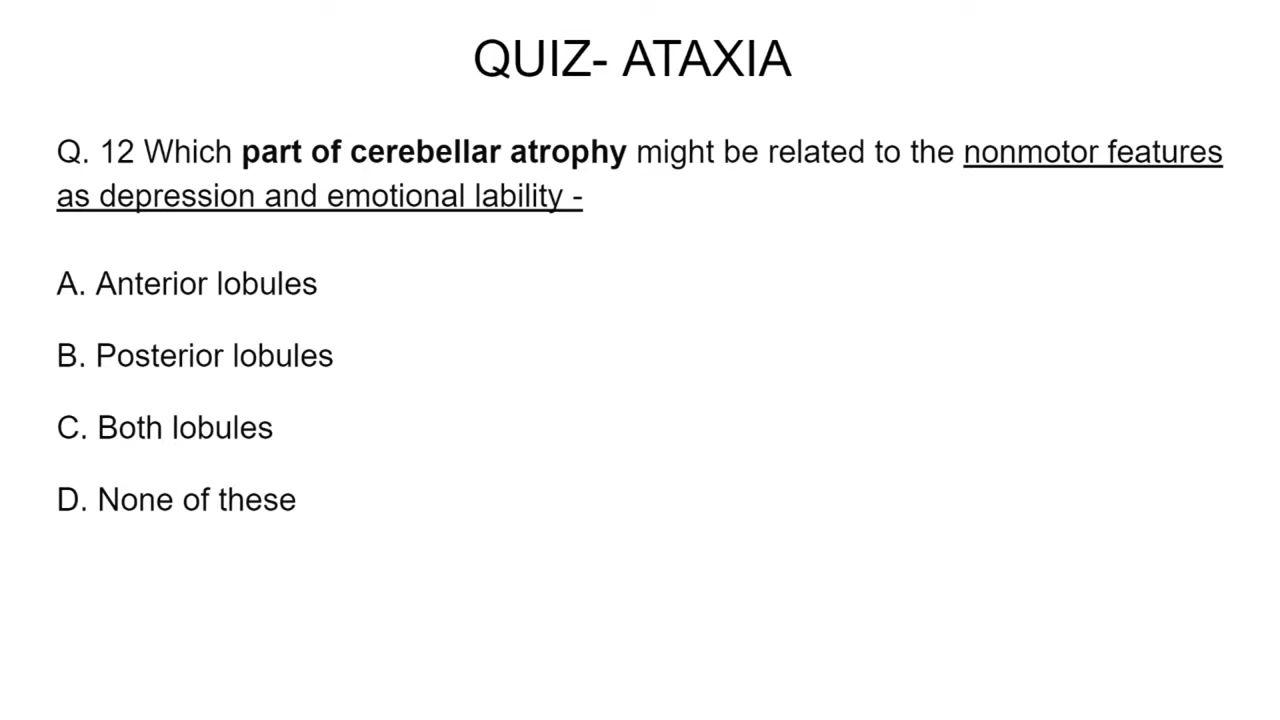 QUIZ- ATAXIA
Q. 12 Which part of cerebellar atrophy might be related to the nonmotor features
as depression and emotional lability -
A. Anterior lobules
B. Posterior lobules
C. Both lobules
D. None of these